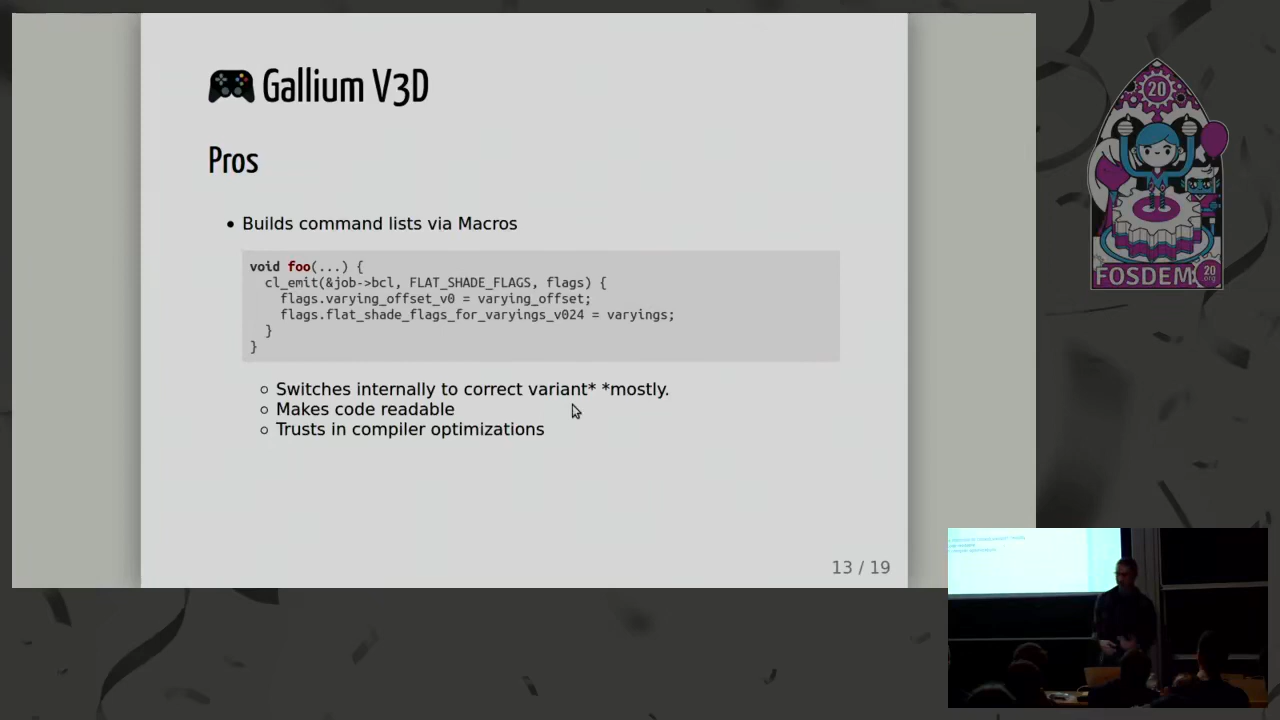 Gallium V3D
Pros
• Builds command lists via Macros
void foo(...) {
  cl_emit(&job->bcl, FLAT_SHADE_FLAGS, flags) {
    flags.varying_offset_v0 = varying_offset;
    flags.flat_shade_flags_for_varyings_v024 = varyings;
  }
}
○ Switches internally to correct variant* *mostly.
○ Makes code readable
○ Trusts in compiler optimizations
13 / 19
20
FOSDEM
20
.org